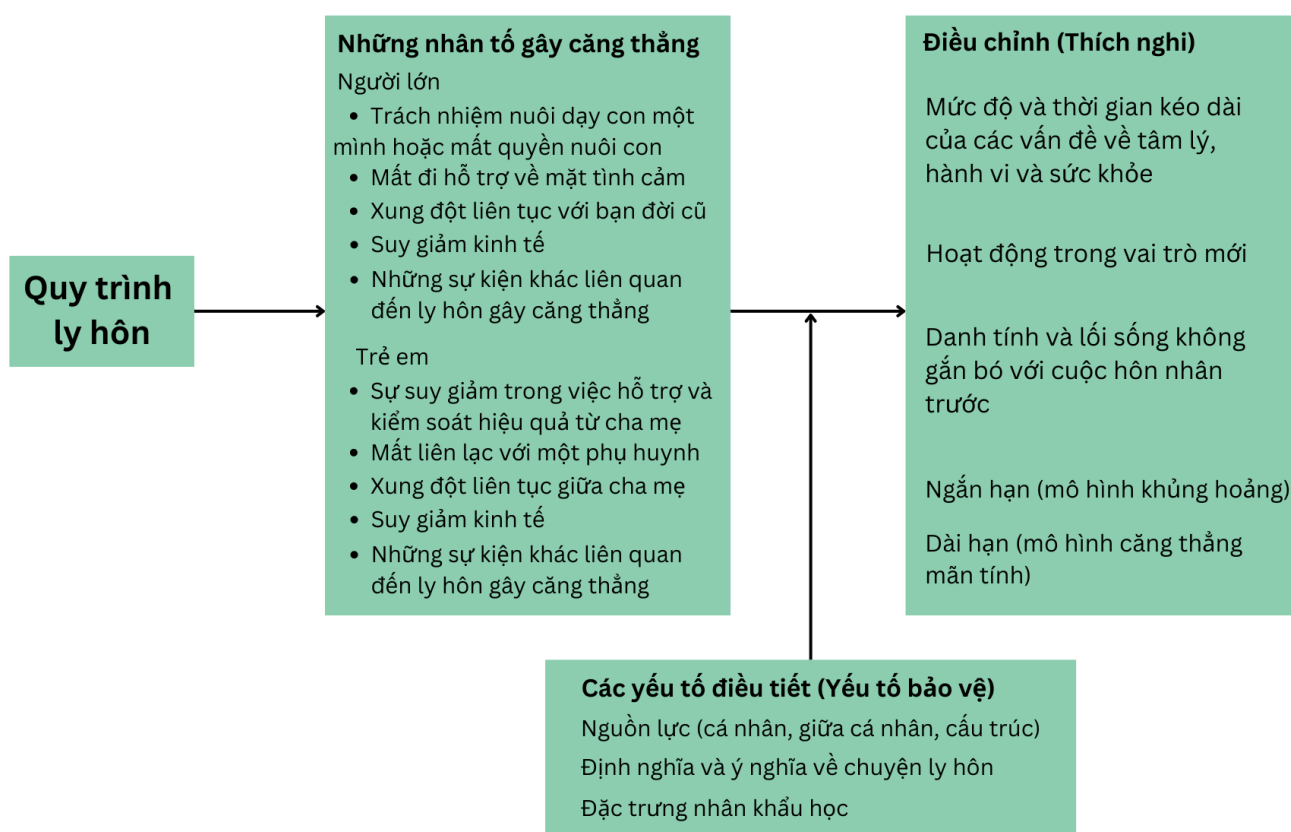 Quy trình
ly hôn
Những nhân tố gây căng thẳng
Người lớn
• Trách nhiệm nuôi dạy con một
mình hoặc mất quyền nuôi con
• Mất đi hỗ trợ về mặt tình cảm
• Xung đột liên tục với bạn đời cũ
• Suy giảm kinh tế
• Những sự kiện khác liên quan
đến ly hôn gây căng thẳng
Trẻ em
• Sự suy giảm trong việc hỗ trợ và
kiểm soát hiệu quả từ cha mẹ
• Mất liên lạc với một phụ huynh
• Xung đột liên tục giữa cha mẹ
• Suy giảm kinh tế
• Những sự kiện khác liên quan
đến ly hôn gây căng thẳng
Điều chỉnh (Thích nghi)
Mức độ và thời gian kéo dài
của các vấn đề về tâm lý,
hành vi và sức khỏe
Hoạt động trong vai trò mới
Danh tính và lối sống không
gắn bó với cuộc hôn nhân
trước
Ngắn hạn (mô hình khủng hoảng)
Dài hạn (mô hình căng thẳng
mãn tính)
Các yếu tố điều tiết (Yếu tố bảo vệ)
Nguồn lực (cá nhân, giữa cá nhân, cấu trúc)
Định nghĩa và ý nghĩa về chuyện ly hôn
Đặc trưng nhân khẩu học